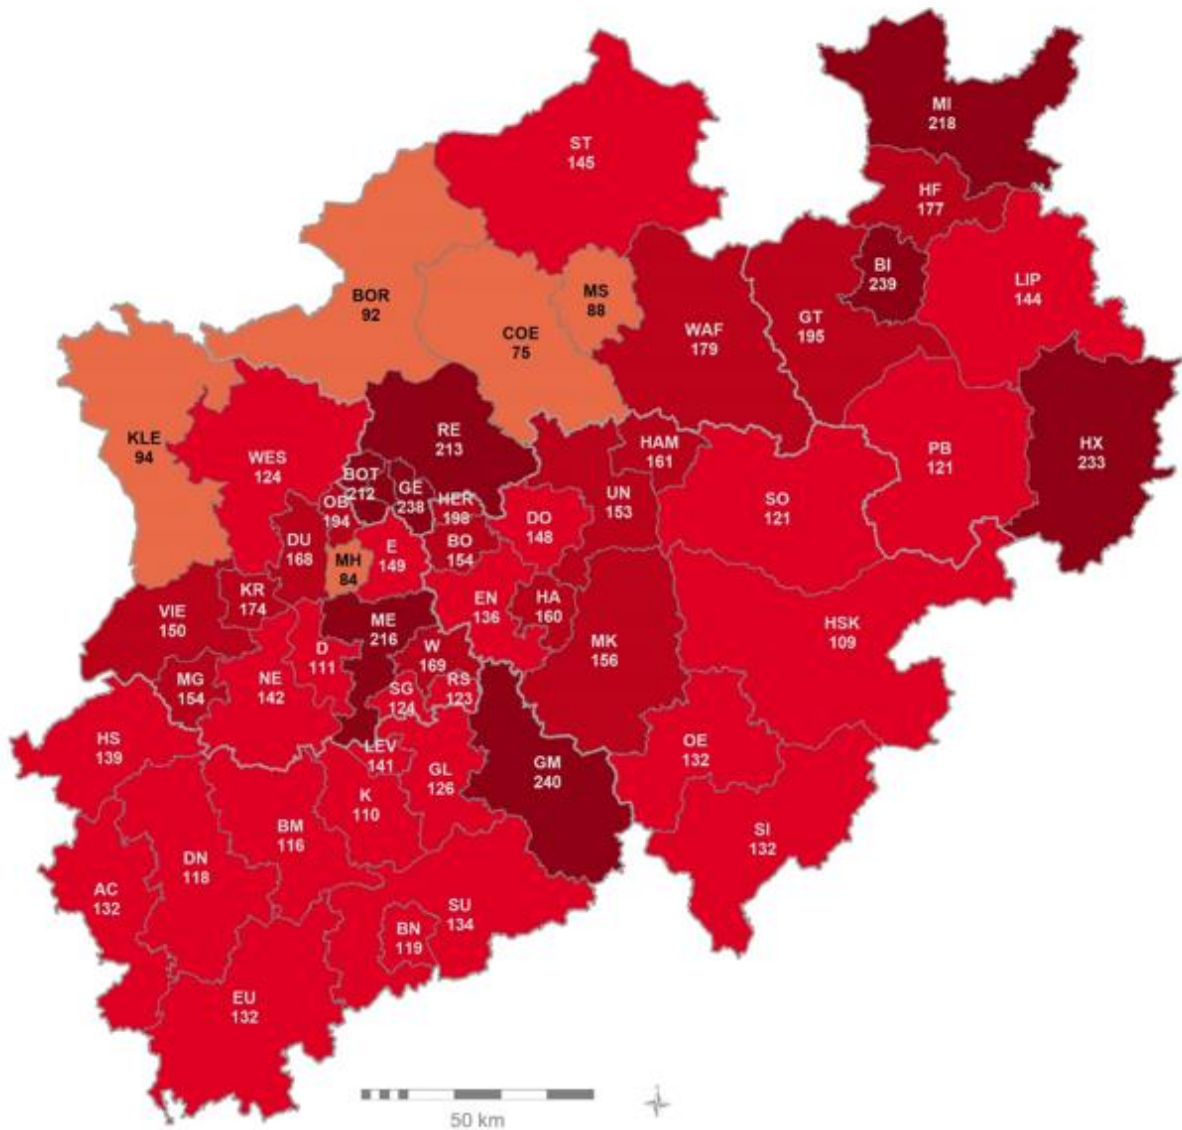 MI
218
ST
145
HF
177
BI
239
LIP
144
BOR
92
MS
88
COE
75
WAF
179
GT
195
KLE
94
WES
124
RE
213
HAM
161
PB
121
HX
233
BOT
212
GE
238
OB
194
HER
198
UN
153
SO
121
DO
148
DU
168
MH
84
E
149
BO
154
KR
174
VIE
150
EN
136
HA
160
ME
216
MK
156
HSK
109
D
111
W
169
MG
154
NE
142
SG
124
RS
123
HS
139
LEV
141
GL
126
GM
240
OE
132
K
110
BM
116
SI
132
DN
118
AC
132
SU
134
BN
119
EU
132
50 km